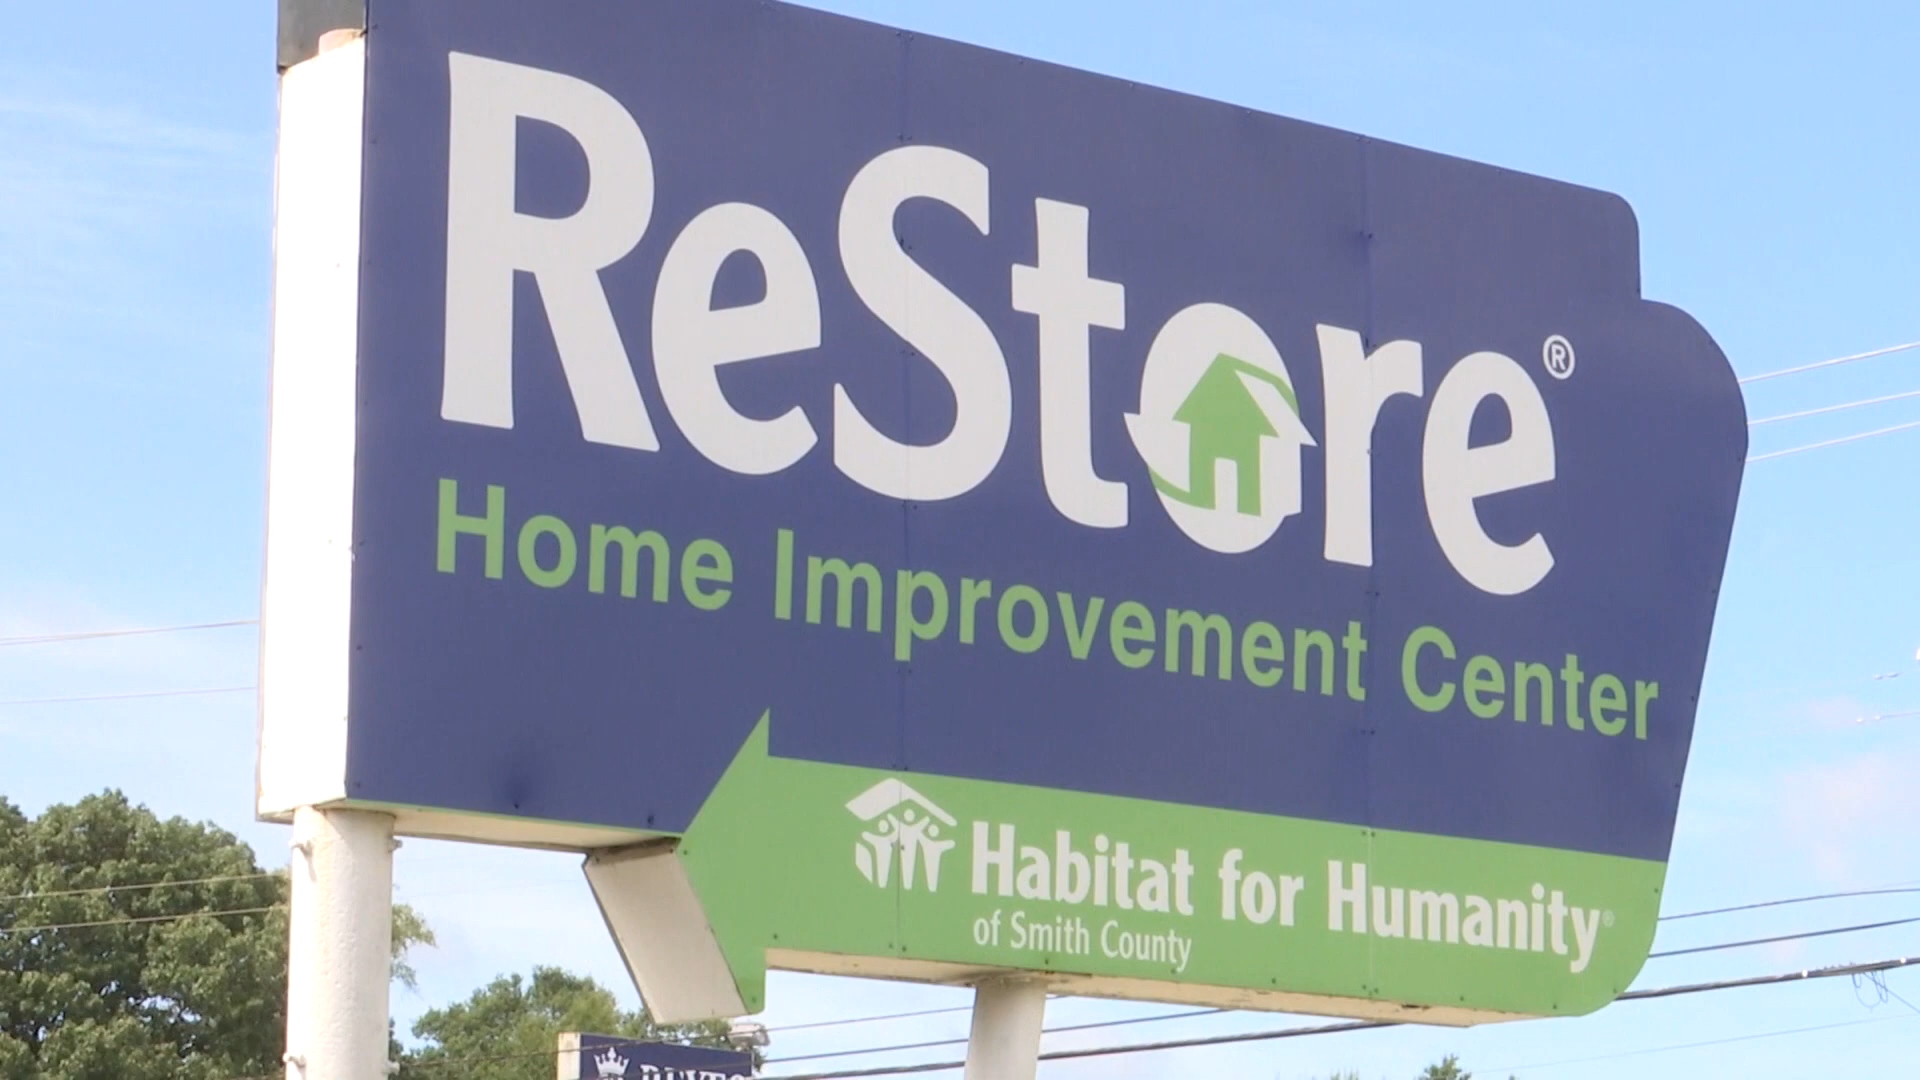 ReStore®
Home Improvement Center
Habitat for Humanity®
of Smith County